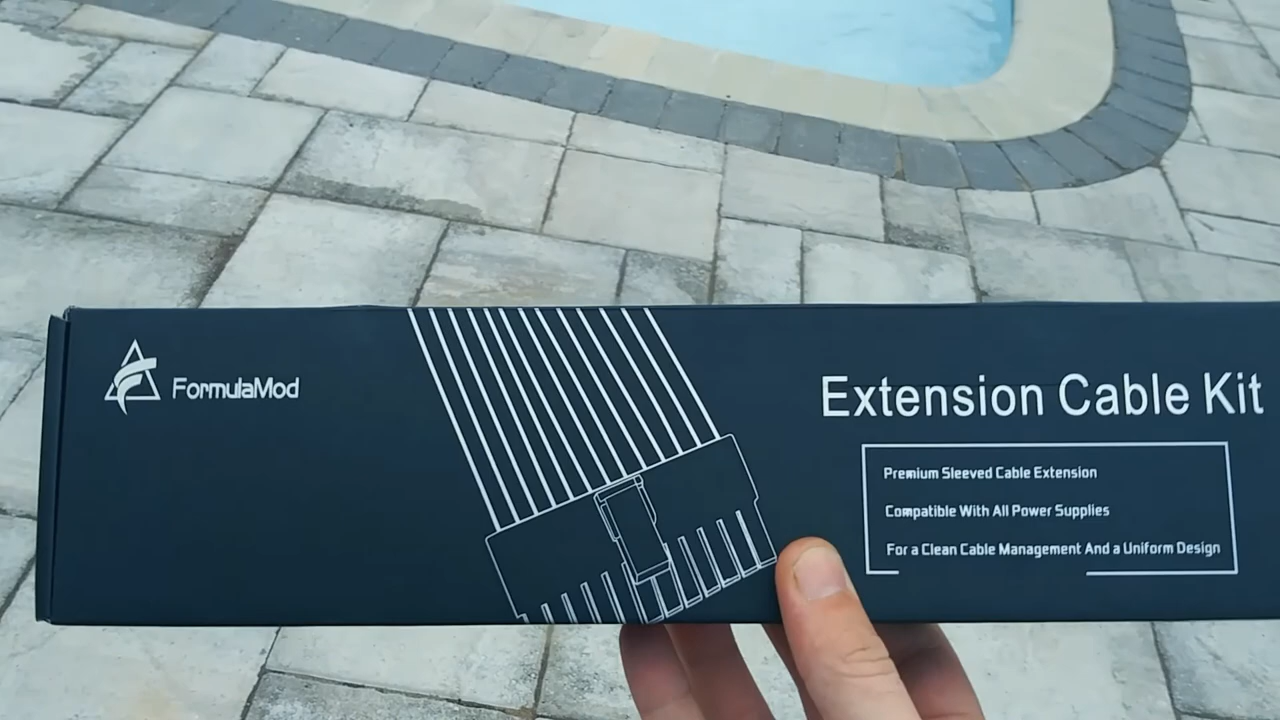 FormulaMod
Extension Cable Kit
Premium Sleeved Cable Extension
Compatible With All Power Supplies
For a Clean Cable Management And a Uniform Design